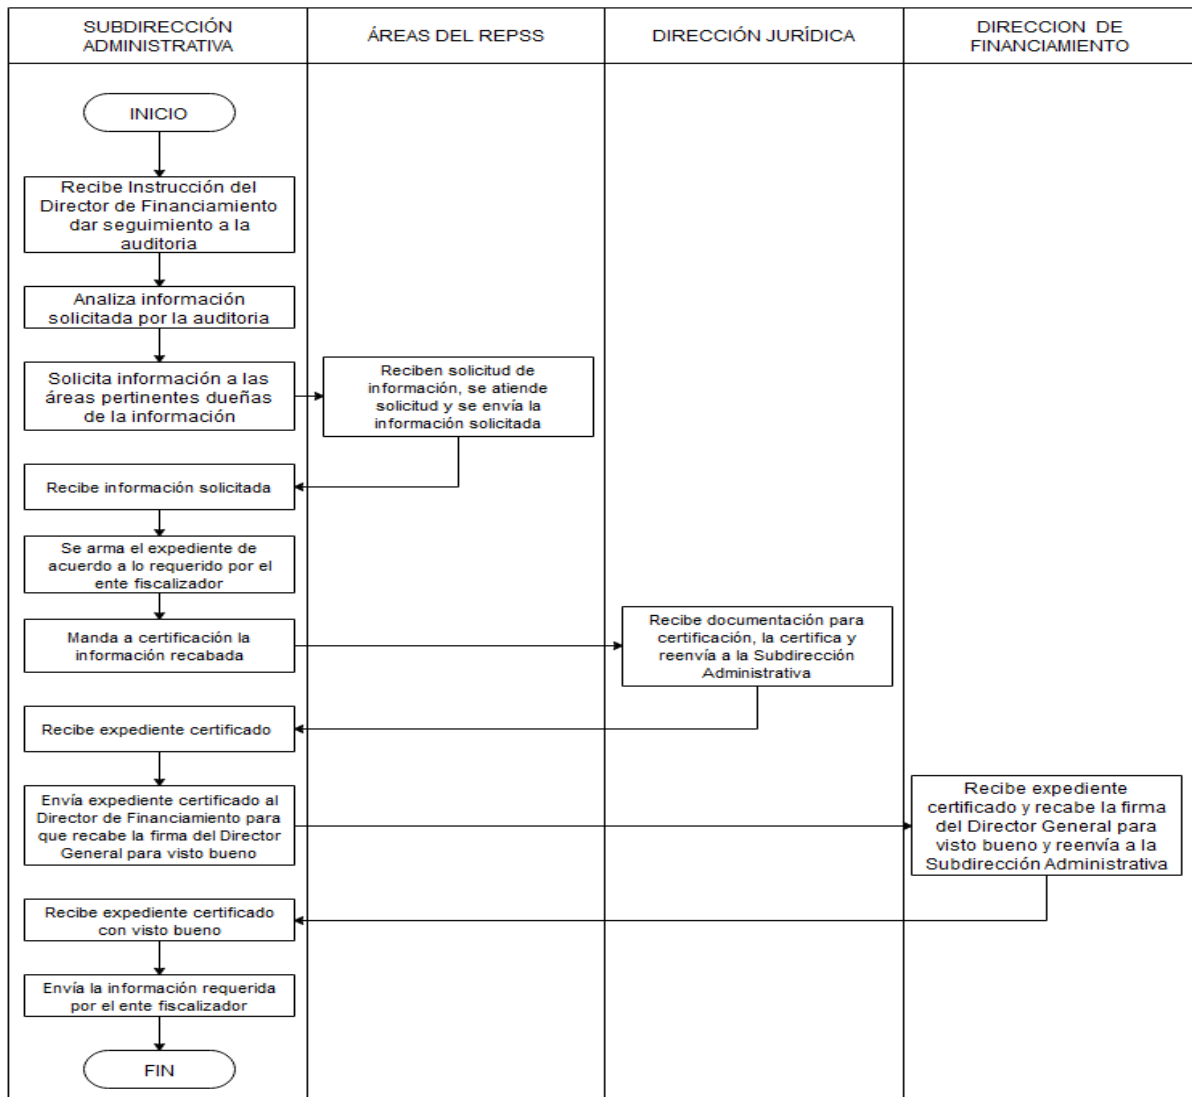 SUBDIRECCIÓN
ADMINISTRATIVA
ÁREAS DEL REPSS
DIRECCIÓN JURÍDICA
DIRECCION DE
FINANCIAMIENTO
INICIO
Recibe Instrucción del
Director de Financiamiento
dar seguimiento a la
auditoria
Analiza información
solicitada por la auditoria
Solicita información a las
áreas pertinentes dueñas
de la información
Reciben solicitud de
información, se atiende
solicitud y se envía la
información solicitada
Recibe información solicitada
Se arma el expediente de
acuerdo a lo requerido por el
ente fiscalizador
Manda a certificación la
información recabada
Recibe documentación para
certificación, la certifica y
reenvía a la Subdirección
Administrativa
Recibe expediente certificado
Envía expediente certificado al
Director de Financiamiento para
que recabe la firma del Director
General para visto bueno
Recibe expediente
certificado y recabe la firma
del Director General para
visto bueno y reenvía a la
Subdirección Administrativa
Recibe expediente certificado
con visto bueno
Envía la información requerida
por el ente fiscalizador
FIN